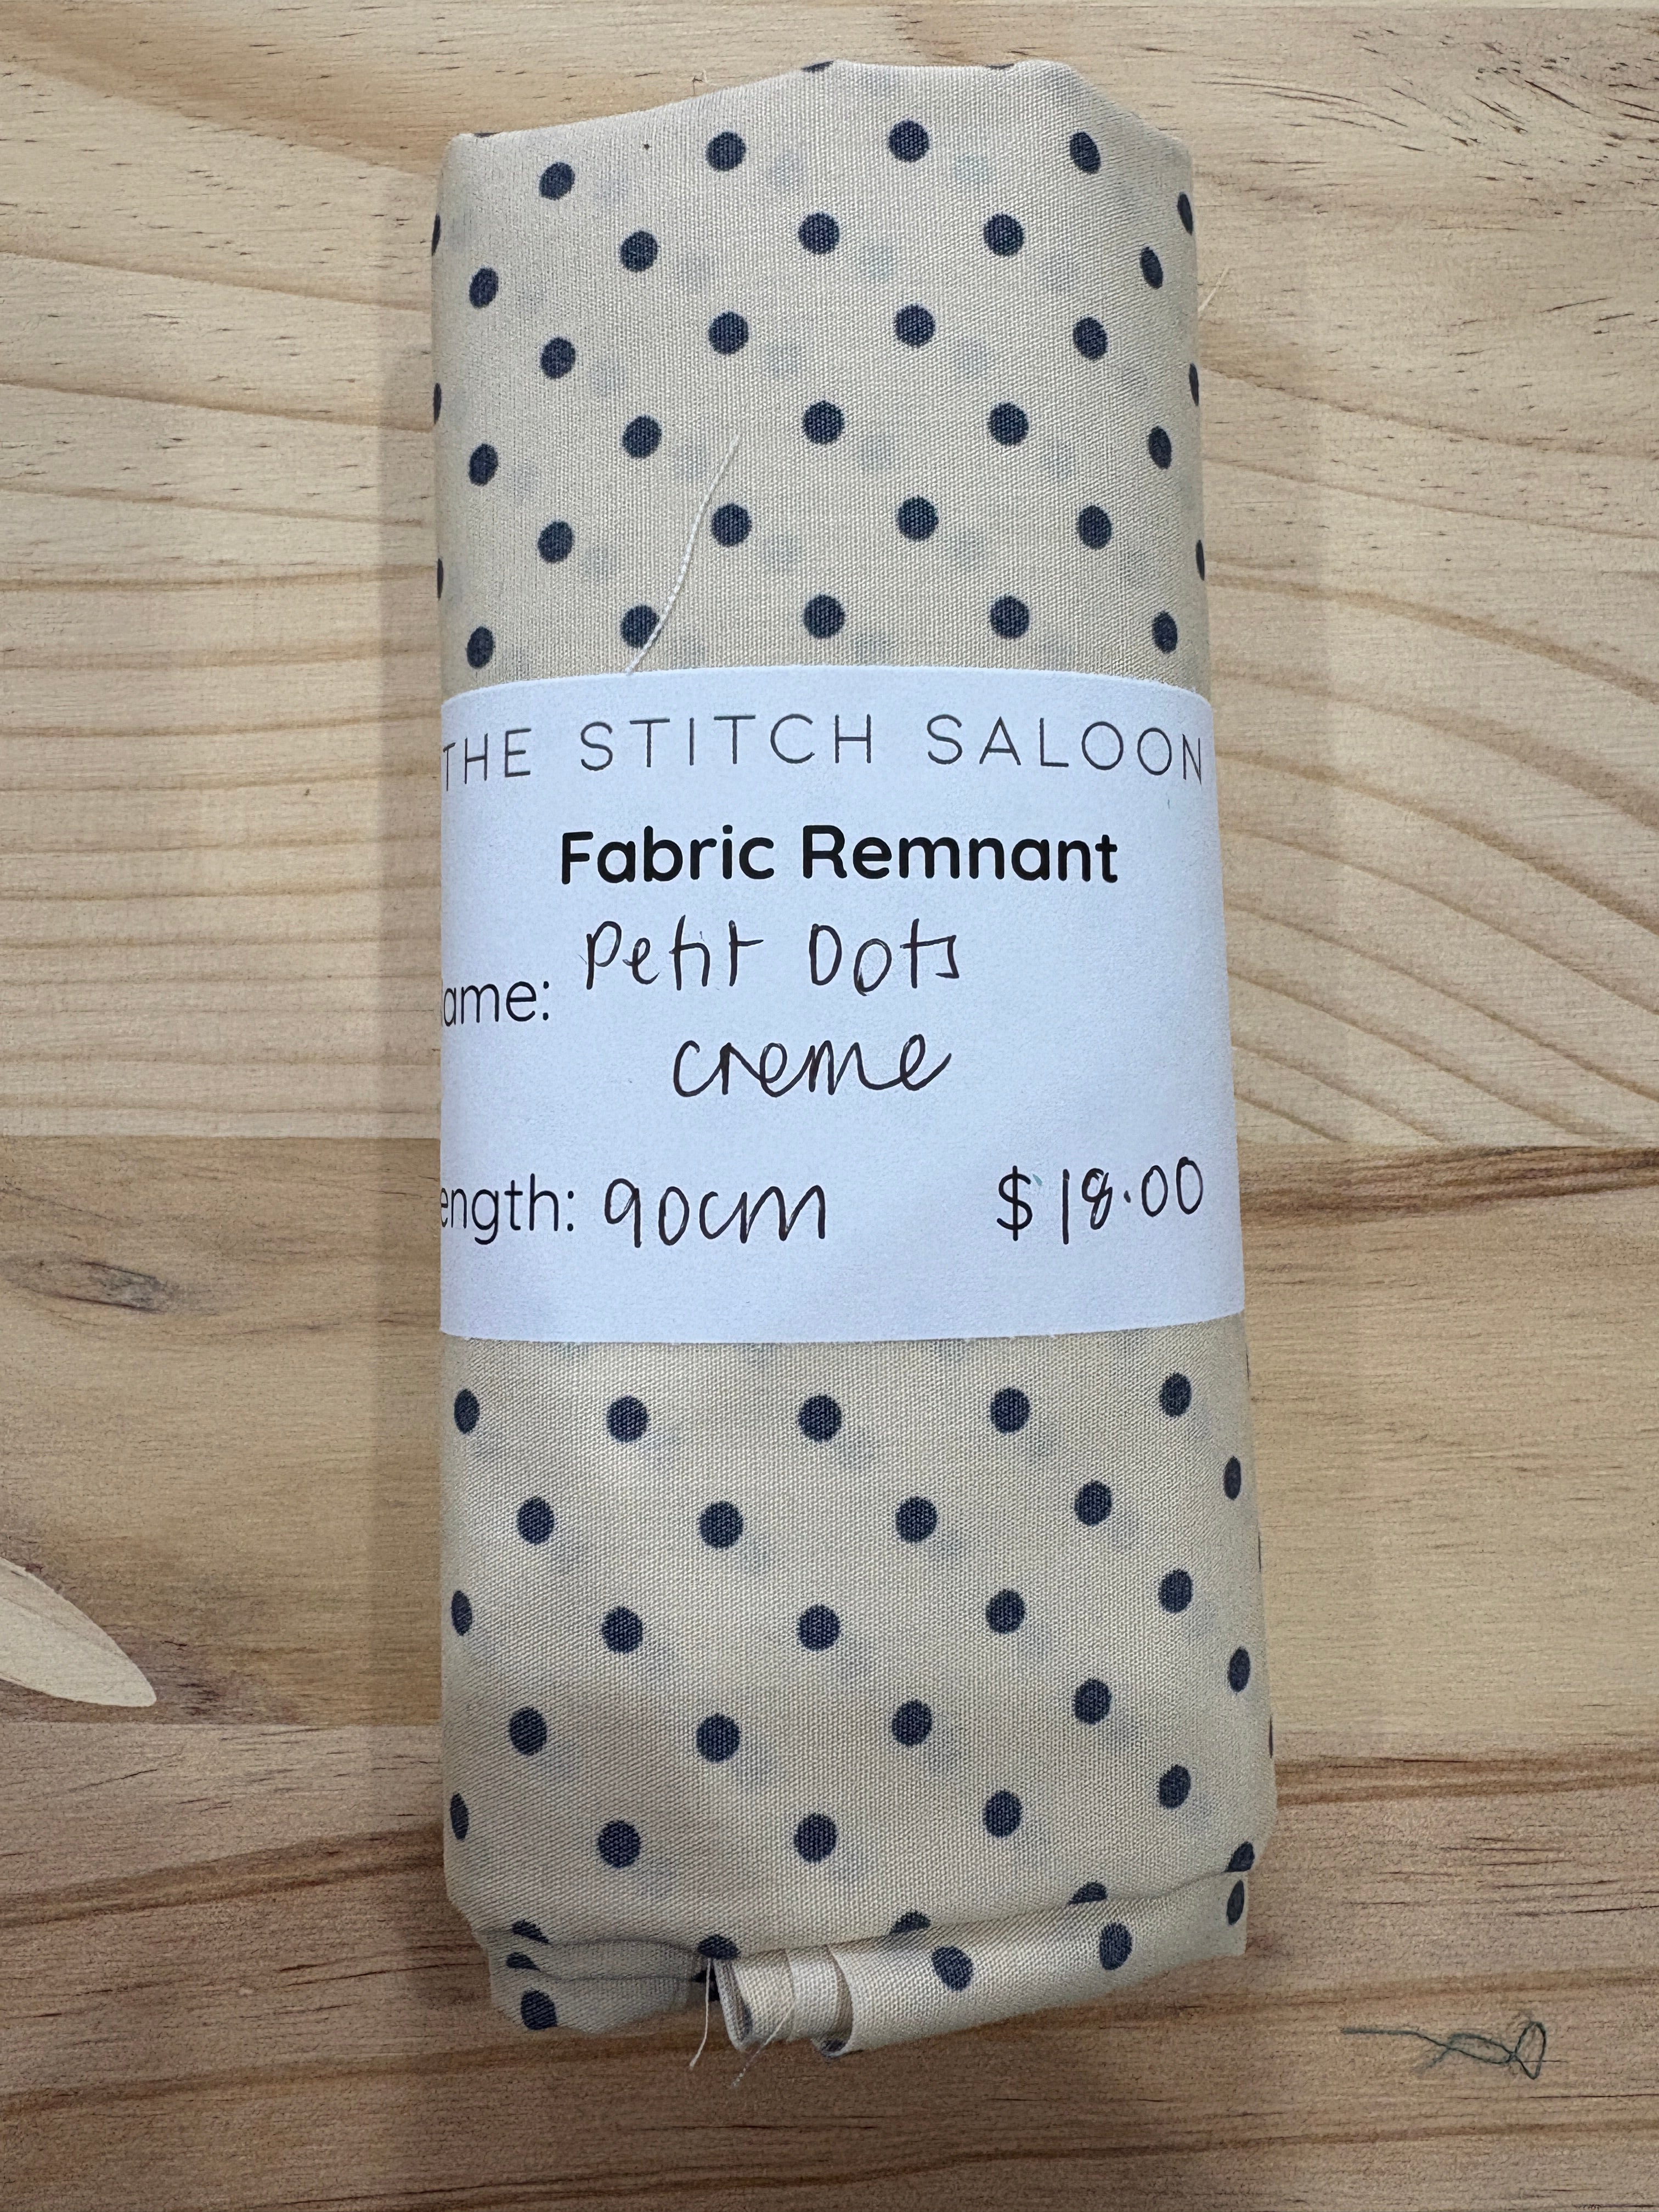 THE STITCH SALOON
Fabric Remnant
ame: Petit Dots
creme
ength: 90cm $18.00